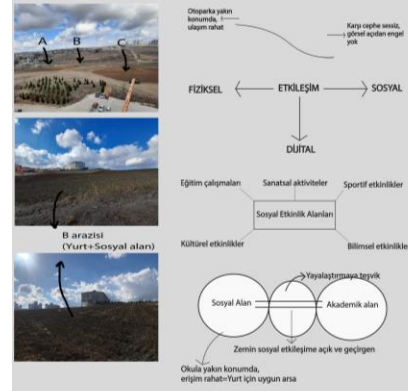 A
B
C
B arazisi
(Yurt+Sosyal alan)
Otoparka yakın
konumda,
ulaşım rahat
Karşı cephe sessiz,
görsel açıdan engel
yok
FİZİKSEL
ETKİLEŞİM
SOSYAL
DİJİTAL
Eğitim çalışmaları
Sanatsal aktiviteler
Sportif etkinlikler
Sosyal Etkinlik Alanları
Kültürel etkinlikler
Bilimsel etkinlikler
Yayalaştırmaya teşvik
Sosyal Alan
Akademik alan
Zemin sosyal etkileşime açık ve geçirgen
Okula yakın konumda,
erişim rahat=Yurt için uygun arsa